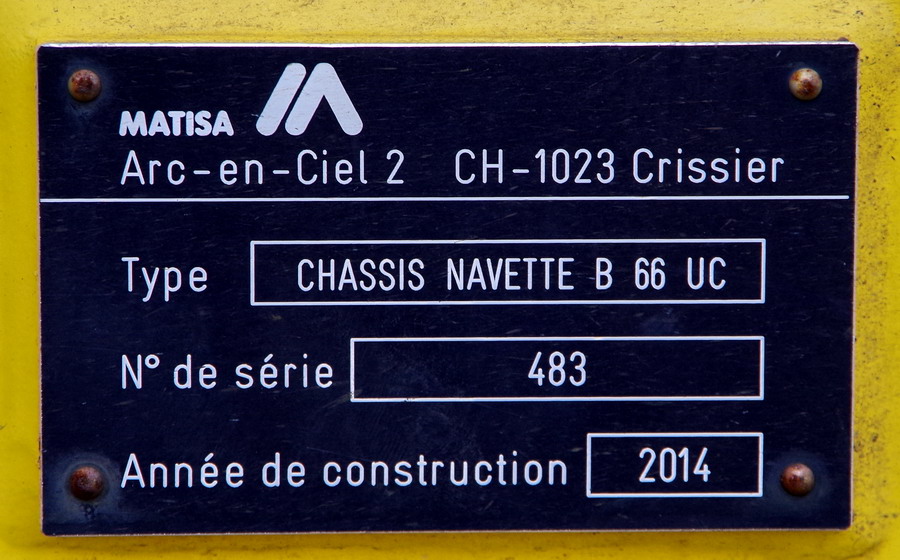 MATISA
Arc-en-Ciel 2 CH-1023 Crissier
Type CHASSIS NAVETTE B 66 UC
N° de série 483
Année de construction 2014